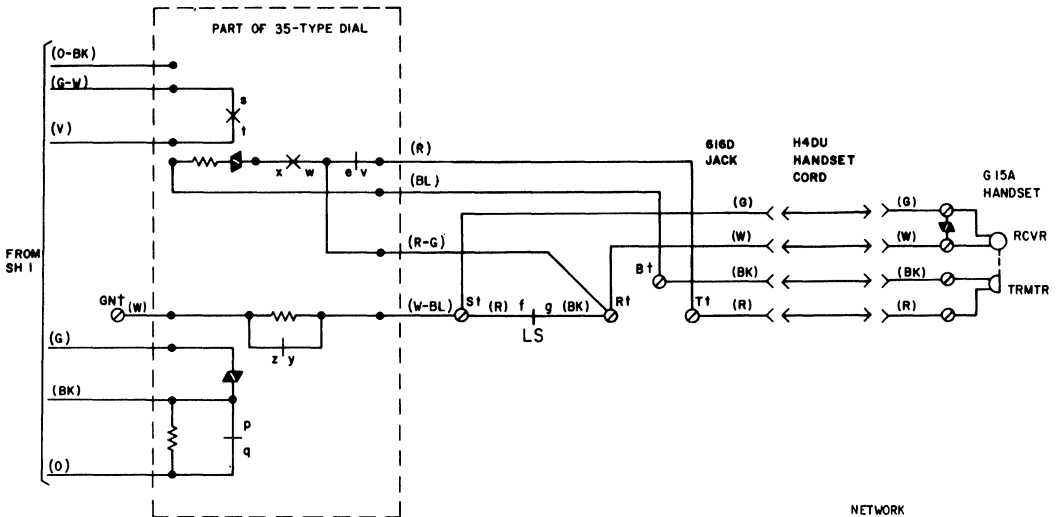 PART OF 35-TYPE DIAL
(O-BK)
(G-W)
s
t
(V)
x w e v (R)
(BL)
616D JACK
H4DU HANDSET CORD
G15A HANDSET
(G) (G)
RCVR
(W) (W)
(R-G)
FROM SH 1
B†
(BK) (BK)
TRMTR
GN† (W)
(W-BL) S† (R) f g (BK) R† T† (R) (R)
LS
z y
(G)
(BK)
p
q
(O)
NETWORK